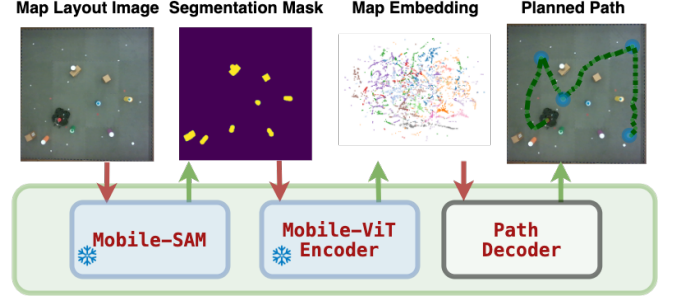 Map Layout Image
Segmentation Mask
Map Embedding
Planned Path
Mobile-SAM
Mobile-ViT
Encoder
Path
Decoder